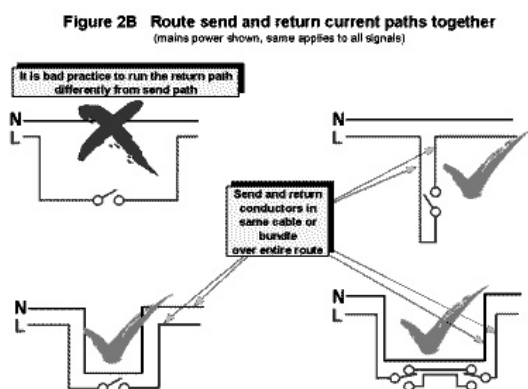 Figure 2B Route send and return current paths together
(mains power shown, same applies to all signals)
It is bad practice to run the return path
differently from send path
N
L
N
L
Send and return
conductors in
same cable or
bundle
over entire route
N
L
N
L